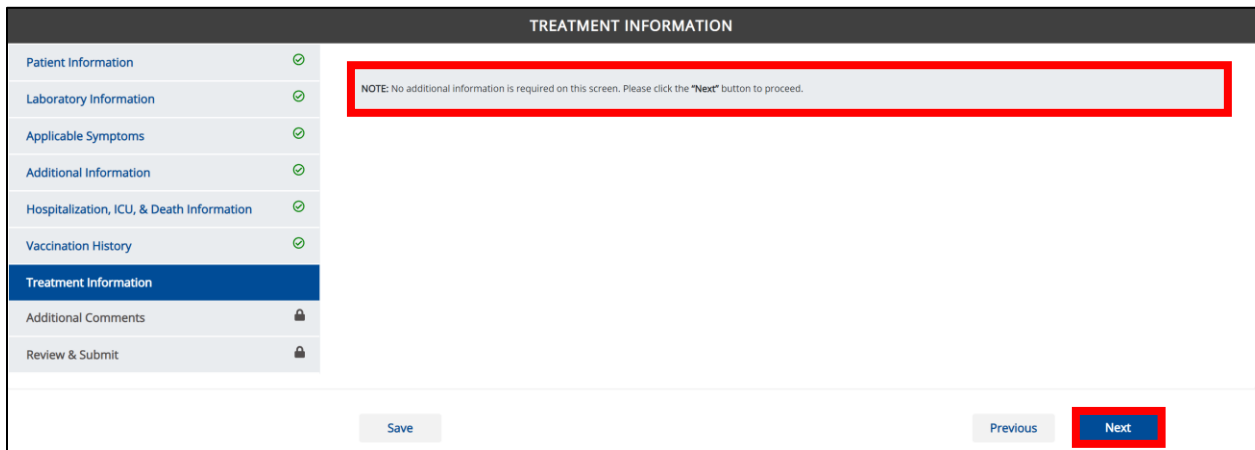 TREATMENT INFORMATION
Patient Information
Laboratory Information
Applicable Symptoms
Additional Information
Hospitalization, ICU, & Death Information
Vaccination History
Treatment Information
Additional Comments
Review & Submit
NOTE: No additional information is required on this screen. Please click the “Next” button to proceed.
Save
Previous
Next